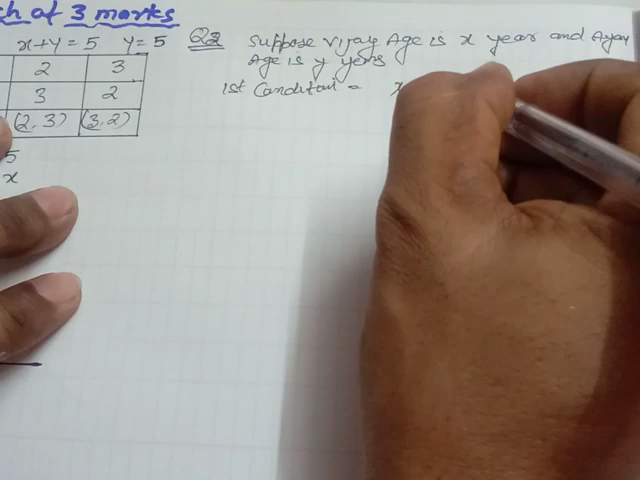 ch of 3 marks
x+y = 5 y = 5
2 3
3 2
(2,3) (3,2)
5
x
Q2 Suppose vijay Age is x year and Ajay
Age is y yers
1st Condition =
x